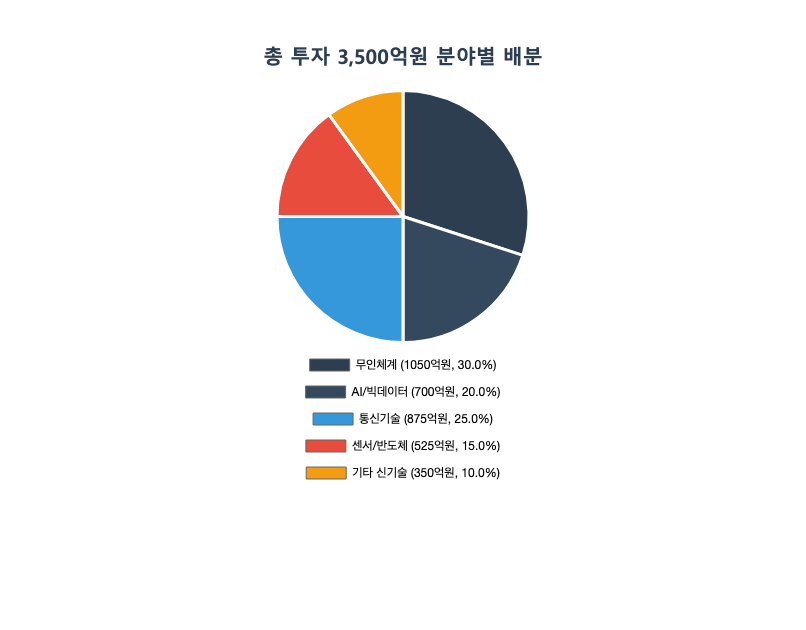 총 투자 3,500억원 분야별 배분
무인체계 (1050억원, 30.0%)
AI/빅데이터 (700억원, 20.0%)
통신기술 (875억원, 25.0%)
센서/반도체 (525억원, 15.0%)
기타 신기술 (350억원, 10.0%)